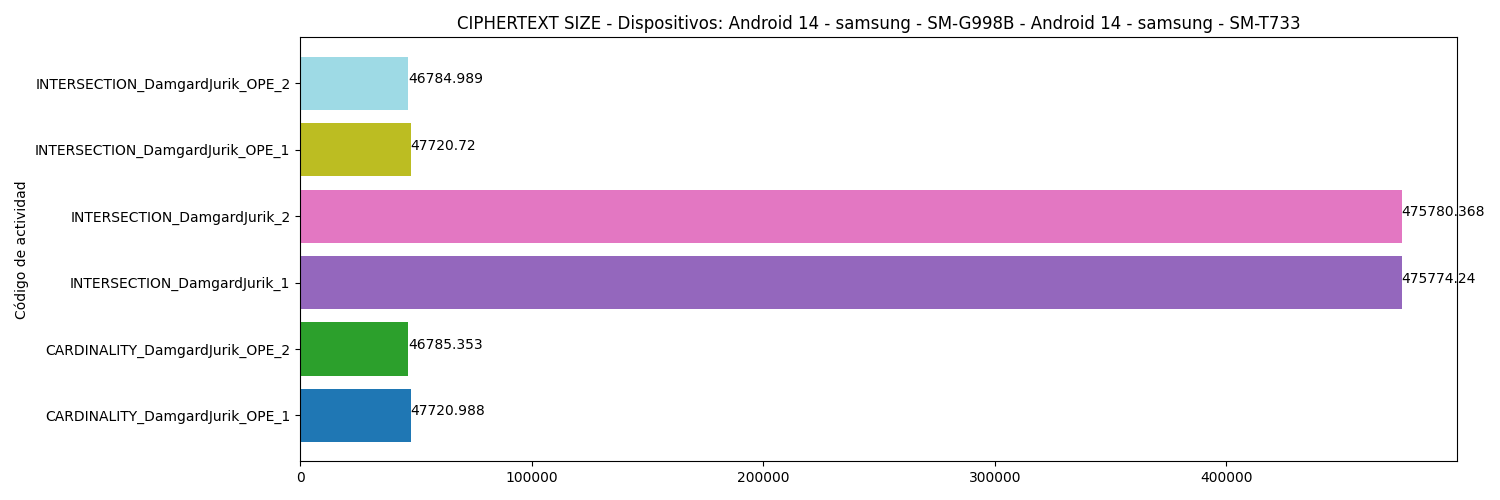 CIPHERTEXT SIZE - Dispositivos: Android 14 - samsung - SM-G998B - Android 14 - samsung - SM-T733
Código de actividad
INTERSECTION_DamgardJurik_OPE_2 46784.989
INTERSECTION_DamgardJurik_OPE_1 47720.72
INTERSECTION_DamgardJurik_2 475780.368
INTERSECTION_DamgardJurik_1 475774.24
CARDINALITY_DamgardJurik_OPE_2 46785.353
CARDINALITY_DamgardJurik_OPE_1 47720.988
0 100000 200000 300000 400000